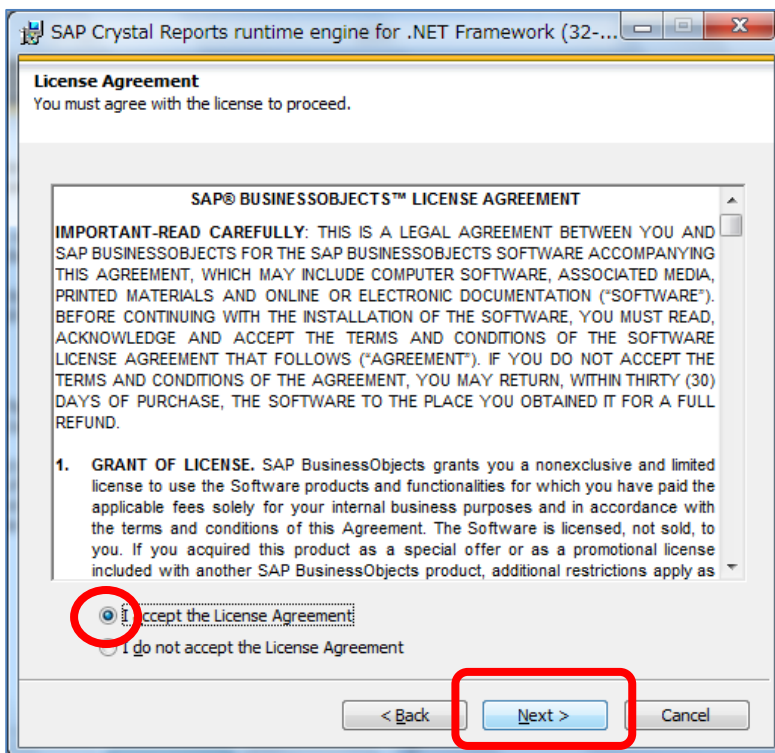 SAP Crystal Reports runtime engine for .NET Framework (32-...
License Agreement
You must agree with the license to proceed.
SAP® BUSINESSOBJECTS™ LICENSE AGREEMENT
IMPORTANT-READ CAREFULLY: THIS IS A LEGAL AGREEMENT BETWEEN YOU AND
SAP BUSINESSOBJECTS FOR THE SAP BUSINESSOBJECTS SOFTWARE ACCOMPANYING
THIS AGREEMENT, WHICH MAY INCLUDE COMPUTER SOFTWARE, ASSOCIATED MEDIA,
PRINTED MATERIALS AND ONLINE OR ELECTRONIC DOCUMENTATION (“SOFTWARE”).
BEFORE CONTINUING WITH THE INSTALLATION OF THE SOFTWARE, YOU MUST READ,
ACKNOWLEDGE AND ACCEPT THE TERMS AND CONDITIONS OF THE SOFTWARE
LICENSE AGREEMENT THAT FOLLOWS (“AGREEMENT”). IF YOU DO NOT ACCEPT THE
TERMS AND CONDITIONS OF THE AGREEMENT, YOU MAY RETURN, WITHIN THIRTY (30)
DAYS OF PURCHASE, THE SOFTWARE TO THE PLACE YOU OBTAINED IT FOR A FULL
REFUND.
1. GRANT OF LICENSE. SAP BusinessObjects grants you a nonexclusive and limited
license to use the Software products and functionalities for which you have paid the
applicable fees solely for your internal business purposes and in accordance with
the terms and conditions of this Agreement. The Software is licensed, not sold, to
you. If you acquired this product as a special offer or as a promotional license
included with another SAP BusinessObjects product, additional restrictions apply as
I accept the License Agreement
I do not accept the License Agreement
< Back
Next >
Cancel